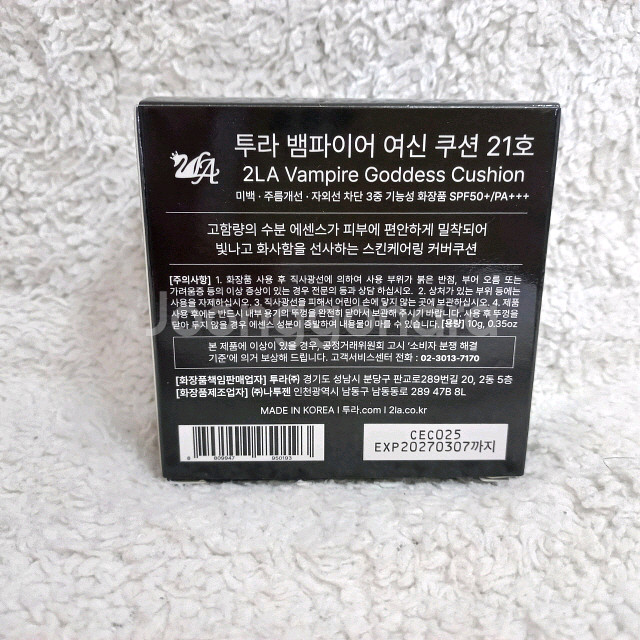 2LA
투라 뱀파이어 여신 쿠션 21호
2LA Vampire Goddess Cushion
미백 · 주름개선 · 자외선 차단 3중 기능성 화장품 SPF50+/PA+++
고함량의 수분 에센스가 피부에 편안하게 밀착되어
빛나고 화사함을 선사하는 스킨케어링 커버쿠션
[주의사항] 1. 화장품 사용 후 직사광선에 의하여 사용 부위가 붉은 반점, 부어 오름 또는
가려움증 등의 이상 증상이 있는 경우 전문의 등과 상담 하십시오. 2. 상처가 있는 부위 등에는
사용을 자제하십시오. 3. 직사광선을 피해서 어린이 손에 닿지 않는 곳에 보관하십시오. 4. 제품
사용 후에는 반드시 내부 용기의 뚜껑을 완전히 닫아서 보관해 주시기 바랍니다. 사용 후 뚜껑을
닫아 두지 않을 경우 에센스 성분이 증발하여 내용물이 마를 수 있습니다. [용량] 10g, 0.35oz
본 제품에 이상이 있을 경우, 공정거래위원회 고시 '소비자 분쟁 해결
기준'에 의거 보상해 드립니다. 고객서비스센터 전화 : 02-3013-7170
[화장품책임판매업자] 투라(주) 경기도 성남시 분당구 판교로289번길 20, 2동 5층
[화장품제조업자] (주)나투젠 인천광역시 남동구 남동동로 289 47B 8L
MADE IN KOREA | 투라.com | 2la.co.kr
CEC025
EXP20270307까지
8 809947 950193